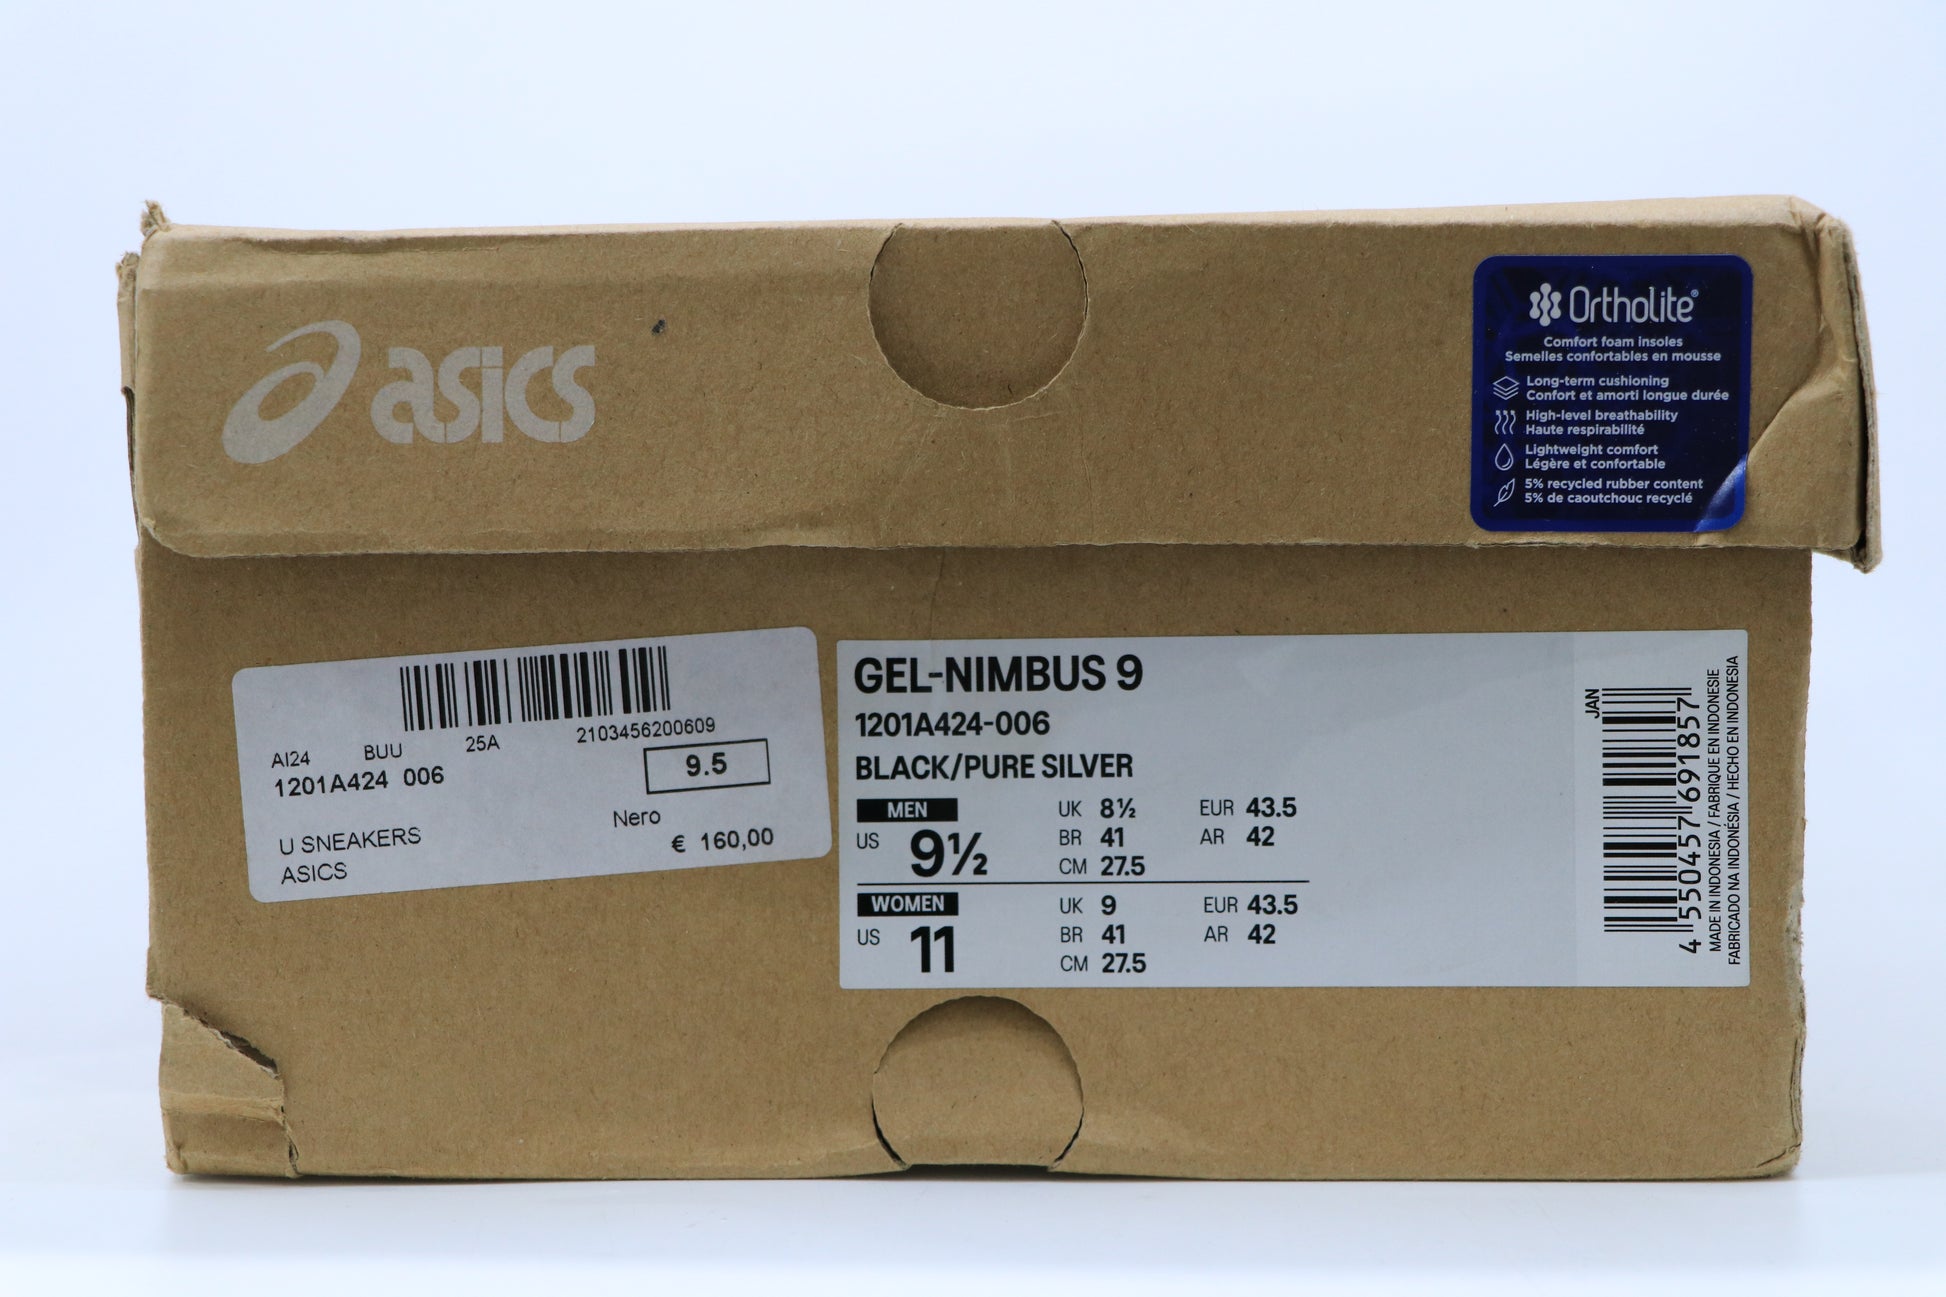 asics
Ortholite®
Comfort foam insoles
Semelles confortables en mousse
Long-term cushioning
Confort et amorti longue durée
High-level breathability
Haute respirabilité
Lightweight comfort
Légère et confortable
5% recycled rubber content
5% de caoutchouc recyclé
AI24 BUU 25A 2103456200609
1201A424 006 9.5
Nero
U SNEAKERS € 160,00
ASICS
GEL-NIMBUS 9
1201A424-006
BLACK/PURE SILVER
MEN UK 8½ EUR 43.5
US 9½ BR 41 AR 42
CM 27.5
WOMEN UK 9 EUR 43.5
US 11 BR 41 AR 42
CM 27.5
JAN
4 550457 691857
MADE IN INDONESIA / FABRIQUE EN INDONESIE
FABRICADO NA INDONÉSIA / HECHO EN INDONESIA